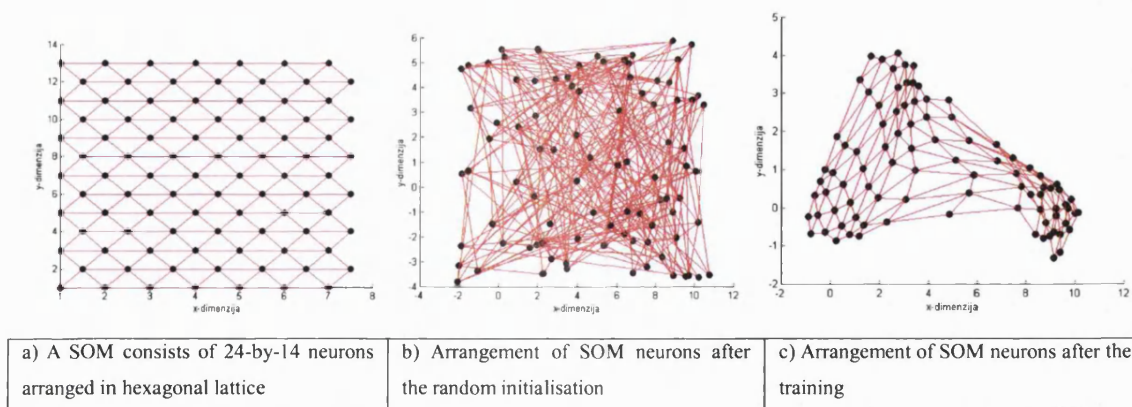 14
12
10
8
6
4
2
y-dimenzija
1 2 3 4 5 6 7 8
x-dimenzija
6
5
4
3
2
1
0
-1
-2
-3
-4
y-dimenzija
-4 -2 0 2 4 6 8 10 12
x-dimenzija
5
4
3
2
1
0
-1
-2
y-dimenzija
-2 0 2 4 6 8 10 12
x-dimenzija
a) A SOM consists of 24-by-14 neurons
arranged in hexagonal lattice
b) Arrangement of SOM neurons after
the random initialisation
c) Arrangement of SOM neurons after the
training